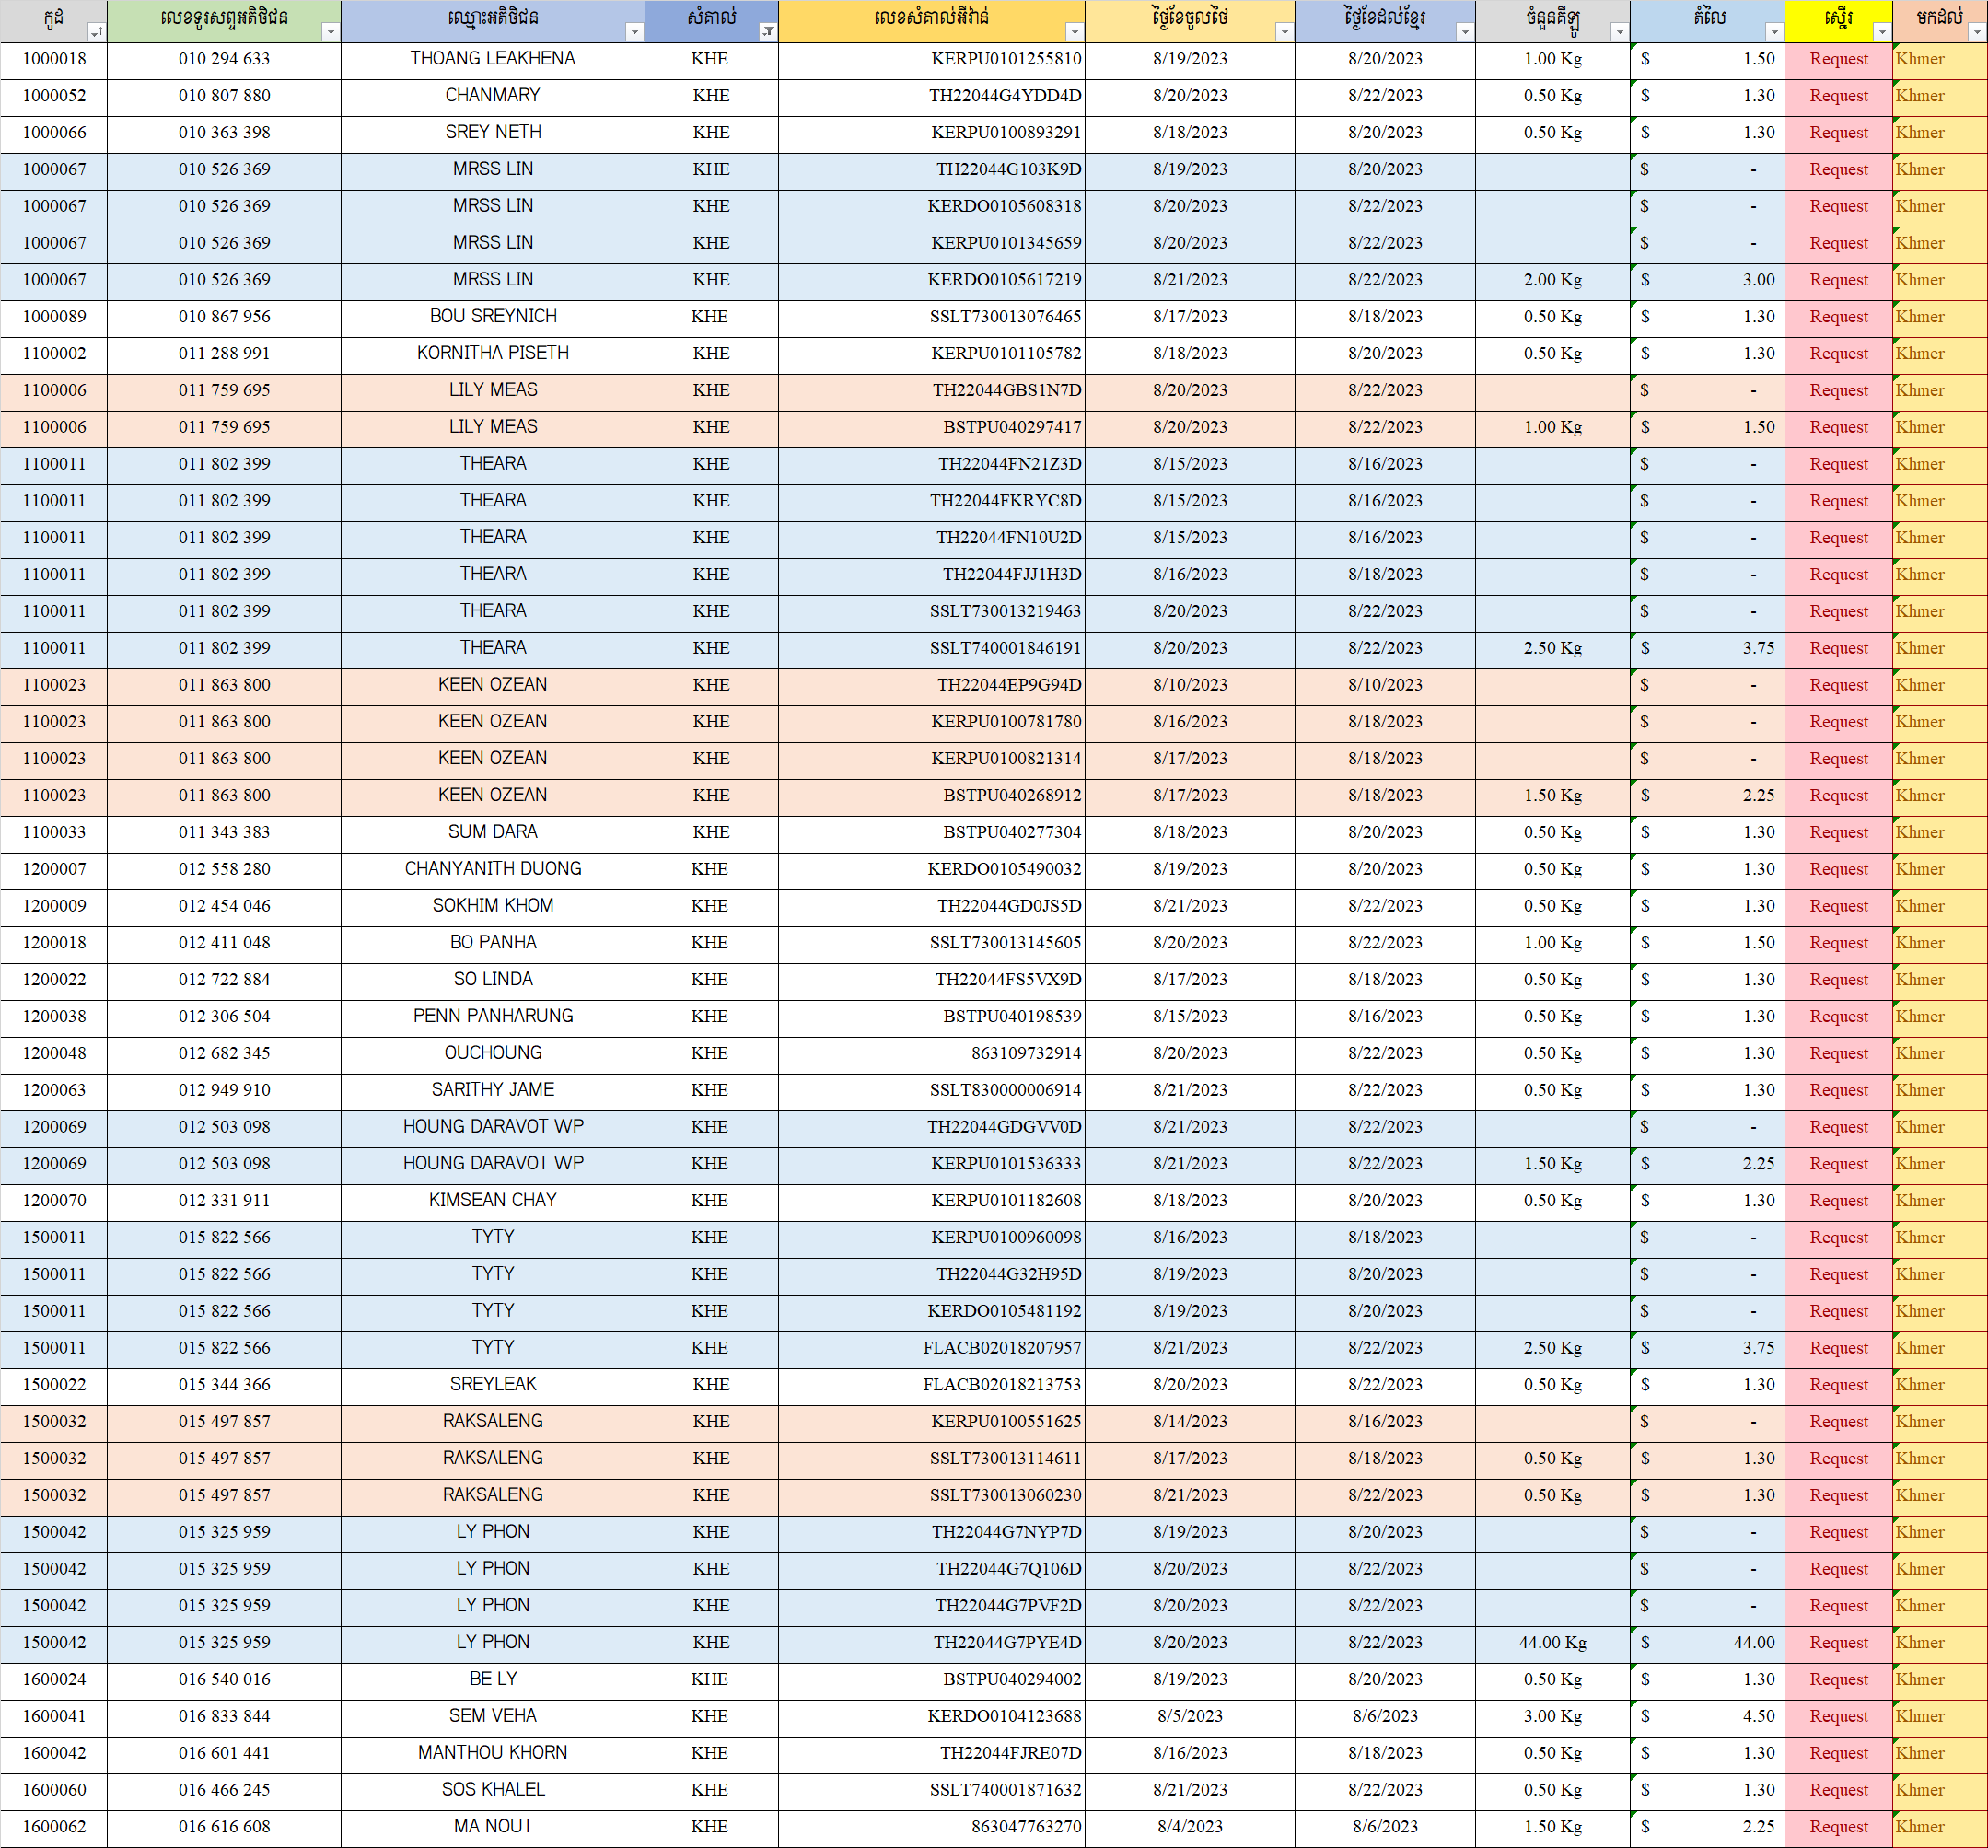 កូដ លេខទូរសព្ទអតិថិជន ឈ្មោះអតិថិជន សំគាល់ លេខសំគាល់អីវ៉ាន់ ថ្ងៃខែចូលថៃ ថ្ងៃខែដល់ខ្មែរ ចំនួនគីឡូ តំលៃ ស្នើរ មកដល់
1000018 010 294 633 THOANG LEAKHENA KHE KERPU0101255810 8/19/2023 8/20/2023 1.00 Kg $ 1.50 Request Khmer
1000052 010 807 880 CHANMARY KHE TH22044G4YDD4D 8/20/2023 8/22/2023 0.50 Kg $ 1.30 Request Khmer
1000066 010 363 398 SREY NETH KHE KERPU0100893291 8/18/2023 8/20/2023 0.50 Kg $ 1.30 Request Khmer
1000067 010 526 369 MRSS LIN KHE TH22044G103K9D 8/19/2023 8/20/2023 $ - Request Khmer
1000067 010 526 369 MRSS LIN KHE KERDO0105608318 8/20/2023 8/22/2023 $ - Request Khmer
1000067 010 526 369 MRSS LIN KHE KERPU0101345659 8/20/2023 8/22/2023 $ - Request Khmer
1000067 010 526 369 MRSS LIN KHE KERDO0105617219 8/21/2023 8/22/2023 2.00 Kg $ 3.00 Request Khmer
1000089 010 867 956 BOU SREYNICH KHE SSLT730013076465 8/17/2023 8/18/2023 0.50 Kg $ 1.30 Request Khmer
1100002 011 288 991 KORNITHA PISETH KHE KERPU0101105782 8/18/2023 8/20/2023 0.50 Kg $ 1.30 Request Khmer
1100006 011 759 695 LILY MEAS KHE TH22044GBS1N7D 8/20/2023 8/22/2023 $ - Request Khmer
1100006 011 759 695 LILY MEAS KHE BSTPU040297417 8/20/2023 8/22/2023 1.00 Kg $ 1.50 Request Khmer
1100011 011 802 399 THEARA KHE TH22044FN21Z3D 8/15/2023 8/16/2023 $ - Request Khmer
1100011 011 802 399 THEARA KHE TH22044FKRYC8D 8/15/2023 8/16/2023 $ - Request Khmer
1100011 011 802 399 THEARA KHE TH22044FN10U2D 8/15/2023 8/16/2023 $ - Request Khmer
1100011 011 802 399 THEARA KHE TH22044FJJ1H3D 8/16/2023 8/18/2023 $ - Request Khmer
1100011 011 802 399 THEARA KHE SSLT730013219463 8/20/2023 8/22/2023 $ - Request Khmer
1100011 011 802 399 THEARA KHE SSLT740001846191 8/20/2023 8/22/2023 2.50 Kg $ 3.75 Request Khmer
1100023 011 863 800 KEEN OZEAN KHE TH22044EP9G94D 8/10/2023 8/10/2023 $ - Request Khmer
1100023 011 863 800 KEEN OZEAN KHE KERPU0100781780 8/16/2023 8/18/2023 $ - Request Khmer
1100023 011 863 800 KEEN OZEAN KHE KERPU0100821314 8/17/2023 8/18/2023 $ - Request Khmer
1100023 011 863 800 KEEN OZEAN KHE BSTPU040268912 8/17/2023 8/18/2023 1.50 Kg $ 2.25 Request Khmer
1100033 011 343 383 SUM DARA KHE BSTPU040277304 8/18/2023 8/20/2023 0.50 Kg $ 1.30 Request Khmer
1200007 012 558 280 CHANYANITH DUONG KHE KERDO0105490032 8/19/2023 8/20/2023 0.50 Kg $ 1.30 Request Khmer
1200009 012 454 046 SOKHIM KHOM KHE TH22044GD0JS5D 8/21/2023 8/22/2023 0.50 Kg $ 1.30 Request Khmer
1200018 012 411 048 BO PANHA KHE SSLT730013145605 8/20/2023 8/22/2023 1.00 Kg $ 1.50 Request Khmer
1200022 012 722 884 SO LINDA KHE TH22044FS5VX9D 8/17/2023 8/18/2023 0.50 Kg $ 1.30 Request Khmer
1200038 012 306 504 PENN PANHARUNG KHE BSTPU040198539 8/15/2023 8/16/2023 0.50 Kg $ 1.30 Request Khmer
1200048 012 682 345 OUCHOUNG KHE 863109732914 8/20/2023 8/22/2023 0.50 Kg $ 1.30 Request Khmer
1200063 012 949 910 SARITHY JAME KHE SSLT830000006914 8/21/2023 8/22/2023 0.50 Kg $ 1.30 Request Khmer
1200069 012 503 098 HOUNG DARAVOT WP KHE TH22044GDGVV0D 8/21/2023 8/22/2023 $ - Request Khmer
1200069 012 503 098 HOUNG DARAVOT WP KHE KERPU0101536333 8/21/2023 8/22/2023 1.50 Kg $ 2.25 Request Khmer
1200070 012 331 911 KIMSEAN CHAY KHE KERPU0101182608 8/18/2023 8/20/2023 0.50 Kg $ 1.30 Request Khmer
1500011 015 822 566 TYTY KHE KERPU0100960098 8/16/2023 8/18/2023 $ - Request Khmer
1500011 015 822 566 TYTY KHE TH22044G32H95D 8/19/2023 8/20/2023 $ - Request Khmer
1500011 015 822 566 TYTY KHE KERDO0105481192 8/19/2023 8/20/2023 $ - Request Khmer
1500011 015 822 566 TYTY KHE FLACB02018207957 8/21/2023 8/22/2023 2.50 Kg $ 3.75 Request Khmer
1500022 015 344 366 SREYLEAK KHE FLACB02018213753 8/20/2023 8/22/2023 0.50 Kg $ 1.30 Request Khmer
1500032 015 497 857 RAKSALENG KHE KERPU0100551625 8/14/2023 8/16/2023 $ - Request Khmer
1500032 015 497 857 RAKSALENG KHE SSLT730013114611 8/17/2023 8/18/2023 0.50 Kg $ 1.30 Request Khmer
1500032 015 497 857 RAKSALENG KHE SSLT730013060230 8/21/2023 8/22/2023 0.50 Kg $ 1.30 Request Khmer
1500042 015 325 959 LY PHON KHE TH22044G7NYP7D 8/19/2023 8/20/2023 $ - Request Khmer
1500042 015 325 959 LY PHON KHE TH22044G7Q106D 8/20/2023 8/22/2023 $ - Request Khmer
1500042 015 325 959 LY PHON KHE TH22044G7PVF2D 8/20/2023 8/22/2023 $ - Request Khmer
1500042 015 325 959 LY PHON KHE TH22044G7PYE4D 8/20/2023 8/22/2023 44.00 Kg $ 44.00 Request Khmer
1600024 016 540 016 BE LY KHE BSTPU040294002 8/19/2023 8/20/2023 0.50 Kg $ 1.30 Request Khmer
1600041 016 833 844 SEM VEHA KHE KERDO0104123688 8/5/2023 8/6/2023 3.00 Kg $ 4.50 Request Khmer
1600042 016 601 441 MANTHOU KHORN KHE TH22044FJRE07D 8/16/2023 8/18/2023 0.50 Kg $ 1.30 Request Khmer
1600060 016 466 245 SOS KHALEL KHE SSLT740001871632 8/21/2023 8/22/2023 0.50 Kg $ 1.30 Request Khmer
1600062 016 616 608 MA NOUT KHE 863047763270 8/4/2023 8/6/2023 1.50 Kg $ 2.25 Request Khmer